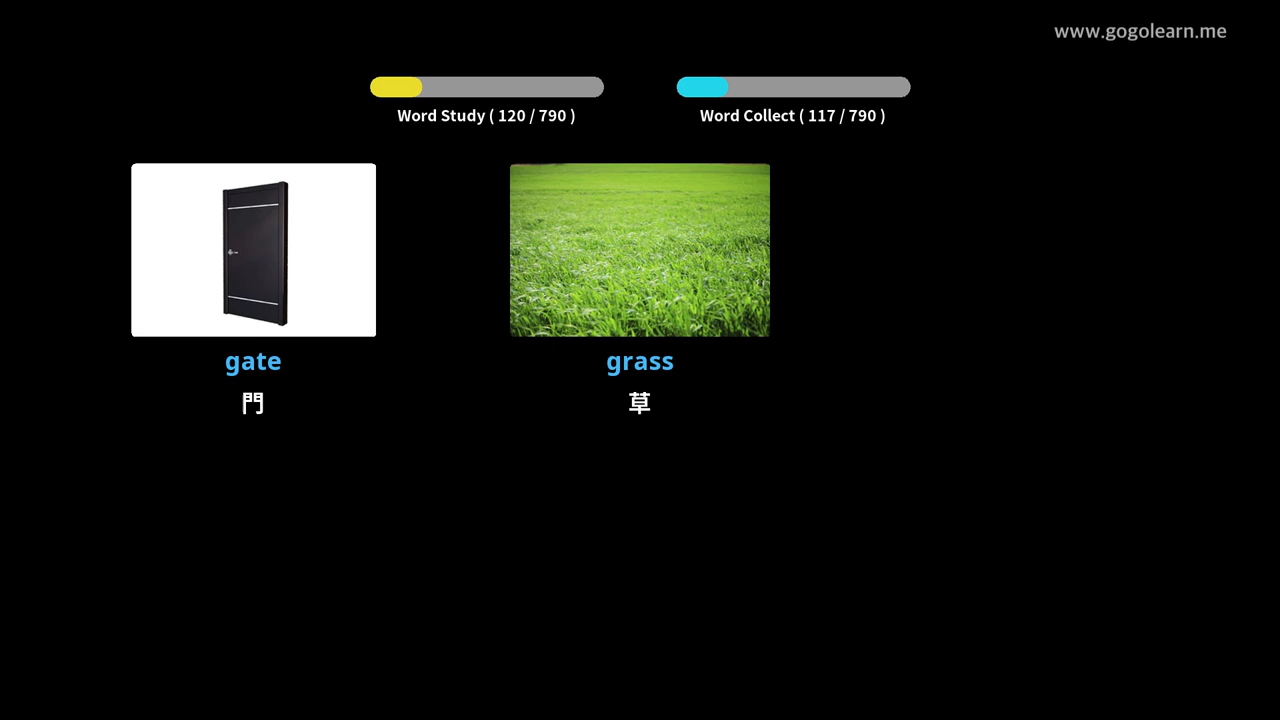 www.gogolearn.me
Word Study ( 120 / 790 )
Word Collect ( 117 / 790 )
gate
門
grass
草